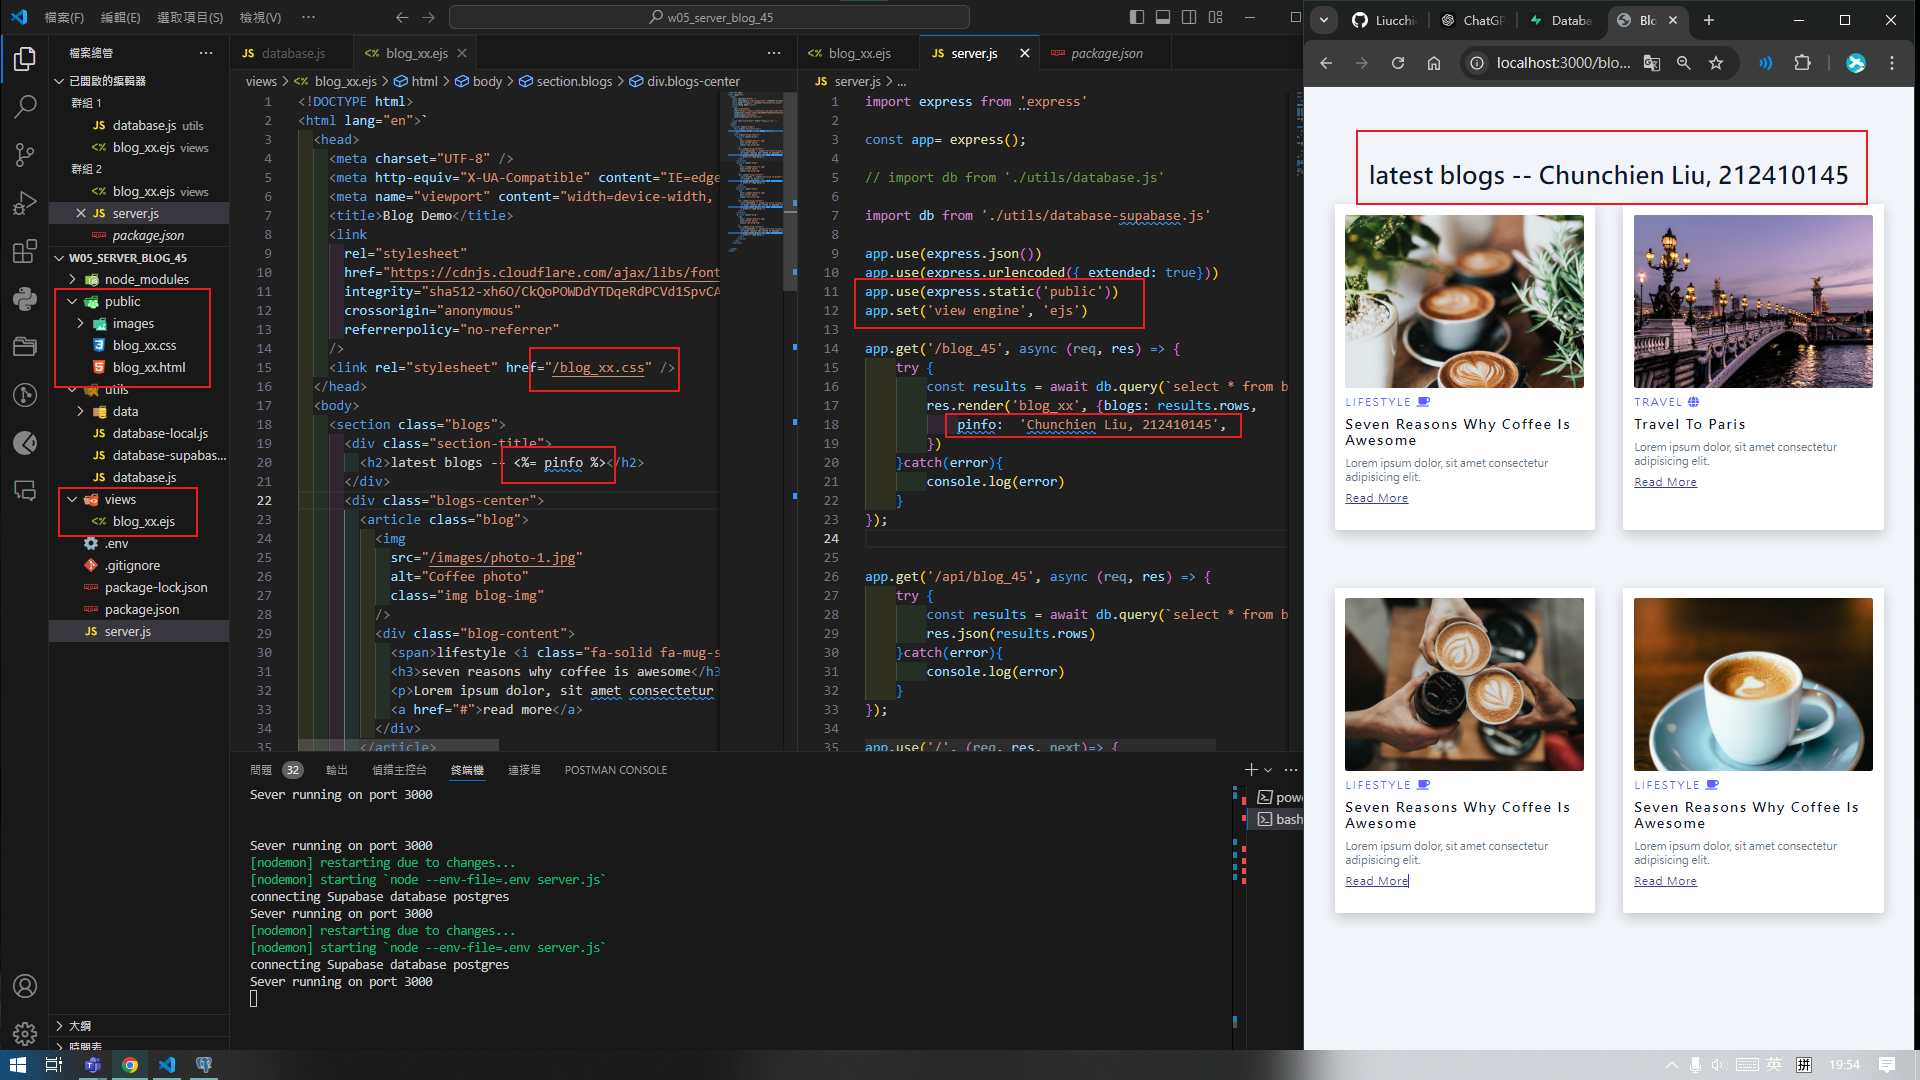 檔案(F) 編輯(E) 選取項目(S) 檢視(V) ···
w05_server_blog_45
檔案總管
已開啟的編輯器
群組 1
database.js utils
blog_xx.ejs views
群組 2
blog_xx.ejs views
server.js
package.json
W05_SERVER_BLOG_45
node_modules
public
images
blog_xx.css
blog_xx.html
utils
data
database-local.js
database-supabas...
database.js
views
blog_xx.ejs
.env
.gitignore
package-lock.json
package.json
server.js
大綱
時間表
database.js
blog_xx.ejs
views > blog_xx.ejs > html > body > section.blogs > div.blogs-center
1 <!DOCTYPE html>
2 <html lang="en">`
3 <head>
4 <meta charset="UTF-8" />
5 <meta http-equiv="X-UA-Compatible" content="IE=edge
6 <meta name="viewport" content="width=device-width,
7 <title>Blog Demo</title>
8 <link
9 rel="stylesheet"
10 href="https://cdnjs.cloudflare.com/ajax/libs/font
11 integrity="sha512-xh6O/CkQoPOWDdYTDqeRdPCVd1SpvCA
12 crossorigin="anonymous"
13 referrerpolicy="no-referrer"
14 />
15 <link rel="stylesheet" href="/blog_xx.css" />
16 </head>
17 <body>
18 <section class="blogs">
19 <div class="section-title">
20 <h2>latest blogs -- <%= pinfo %></h2>
21 </div>
22 <div class="blogs-center">
23 <article class="blog">
24 <img
25 src="/images/photo-1.jpg"
26 alt="Coffee photo"
27 class="img blog-img"
28 />
29 <div class="blog-content">
30 <span>lifestyle <i class="fa-solid fa-mug-s
31 <h3>seven reasons why coffee is awesome</h3
32 <p>Lorem ipsum dolor, sit amet consectetur
33 <a href="#">read more</a>
34 </div>
35 </article>
blog_xx.ejs
server.js
package.json
server.js > ...
1 import express from 'express'
2
3 const app= express();
4
5 // import db from './utils/database.js'
6
7 import db from './utils/database-supabase.js'
8
9 app.use(express.json())
10 app.use(express.urlencoded({ extended: true}))
11 app.use(express.static('public'))
12 app.set('view engine', 'ejs')
13
14 app.get('/blog_45', async (req, res) => {
15 try {
16 const results = await db.query(`select * from b
17 res.render('blog_xx', {blogs: results.rows,
18 pinfo: 'Chunchien Liu, 212410145',
19 })
20 }catch(error){
21 console.log(error)
22 }
23 });
24
25
26 app.get('/api/blog_45', async (req, res) => {
27 try {
28 const results = await db.query(`select * from b
29 res.json(results.rows)
30 }catch(error){
31 console.log(error)
32 }
33 });
34
35 app.use('/', (req, res, next)=> {
問題 32 輸出 偵錯主控台 終端機 連接埠 POSTMAN CONSOLE
Sever running on port 3000
Sever running on port 3000
[nodemon] restarting due to changes...
[nodemon] starting `node --env-file=.env server.js`
connecting Supabase database postgres
Sever running on port 3000
[nodemon] restarting due to changes...
[nodemon] starting `node --env-file=.env server.js`
connecting Supabase database postgres
Sever running on port 3000
pow
bash
Liucchi
ChatGP
Databa
Blo
localhost:3000/blo...
latest blogs -- Chunchien Liu, 212410145
LIFESTYLE
Seven Reasons Why Coffee Is
Awesome
Lorem ipsum dolor, sit amet consectetur
adipisicing elit.
Read More
TRAVEL
Travel To Paris
Lorem ipsum dolor, sit amet consectetur
adipisicing elit.
Read More
LIFESTYLE
Seven Reasons Why Coffee Is
Awesome
Lorem ipsum dolor, sit amet consectetur
adipisicing elit.
Read More
LIFESTYLE
Seven Reasons Why Coffee Is
Awesome
Lorem ipsum dolor, sit amet consectetur
adipisicing elit.
Read More
英
拼
19:54